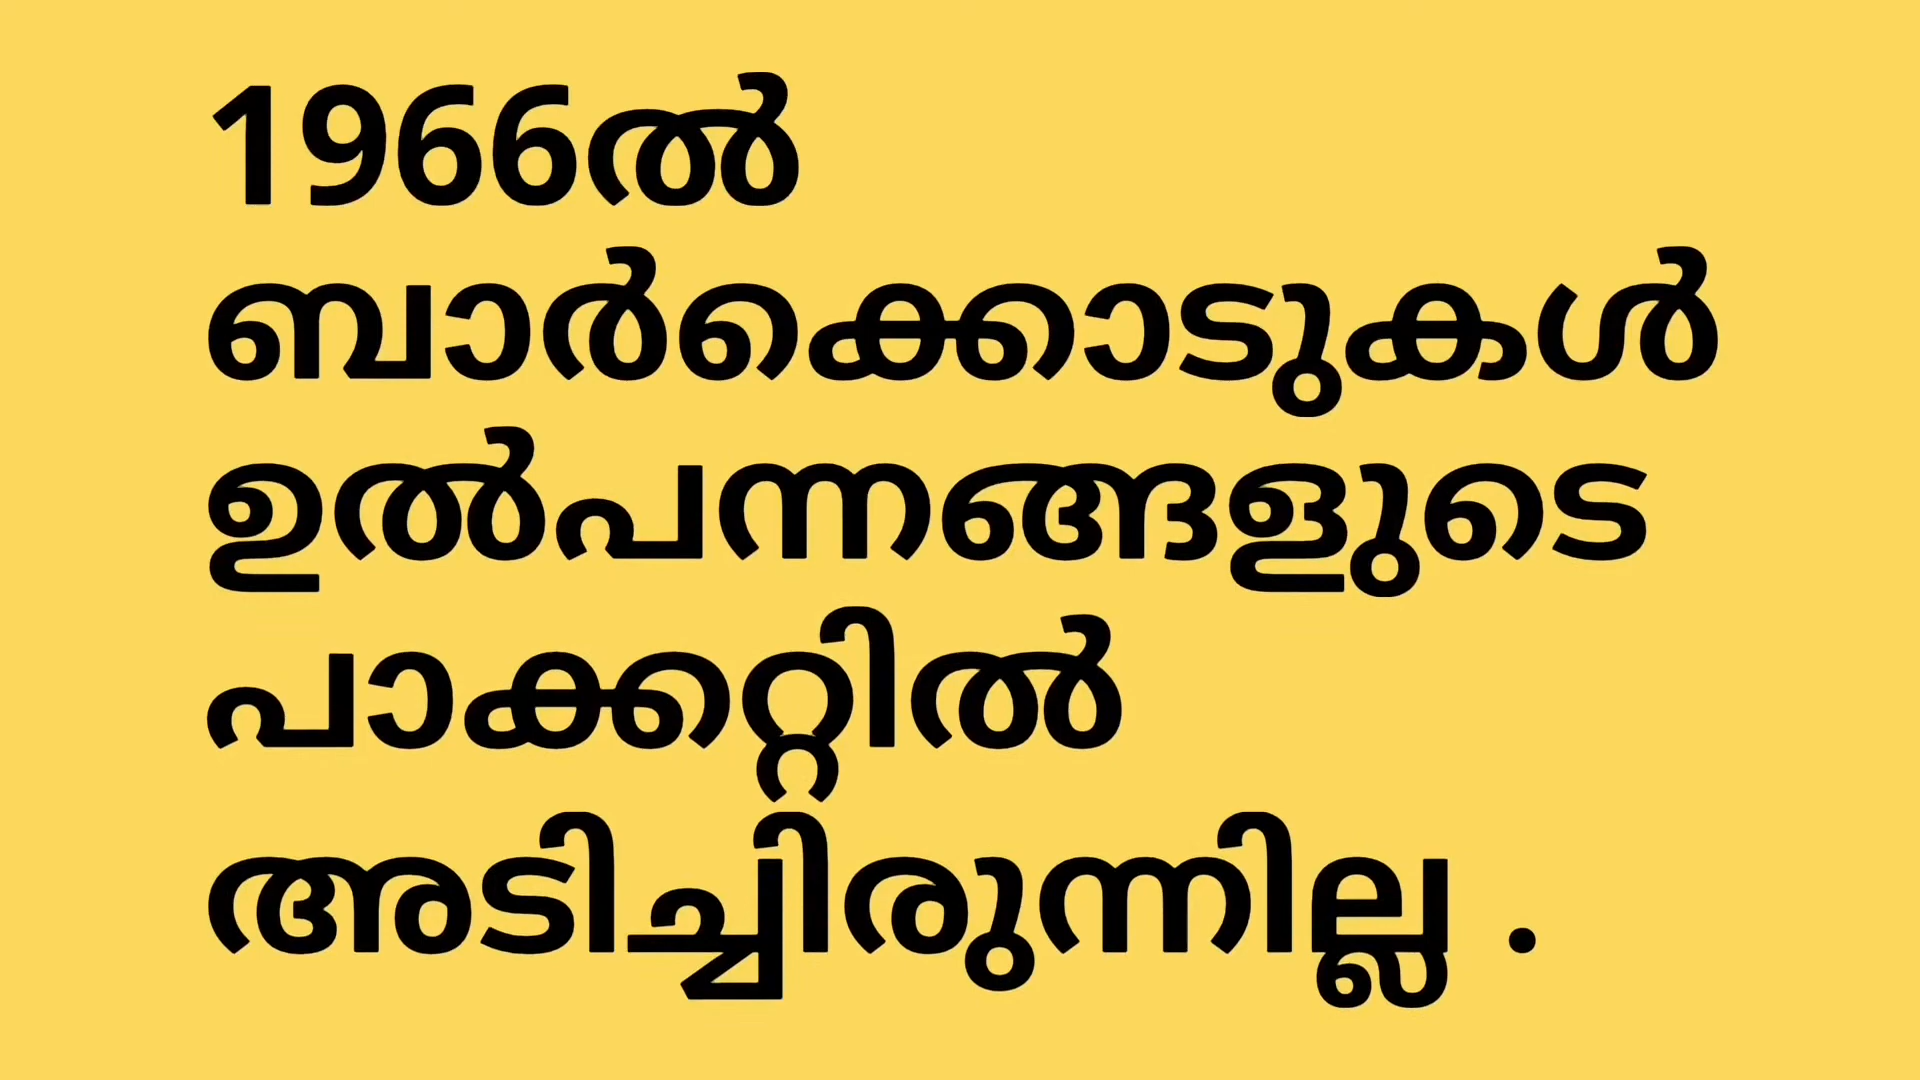 1966ൽ
ബാർക്കൊടുകൾ
ഉൽപന്നങ്ങളുടെ
പാക്കറ്റിൽ
അടിച്ചിരുന്നില്ല .